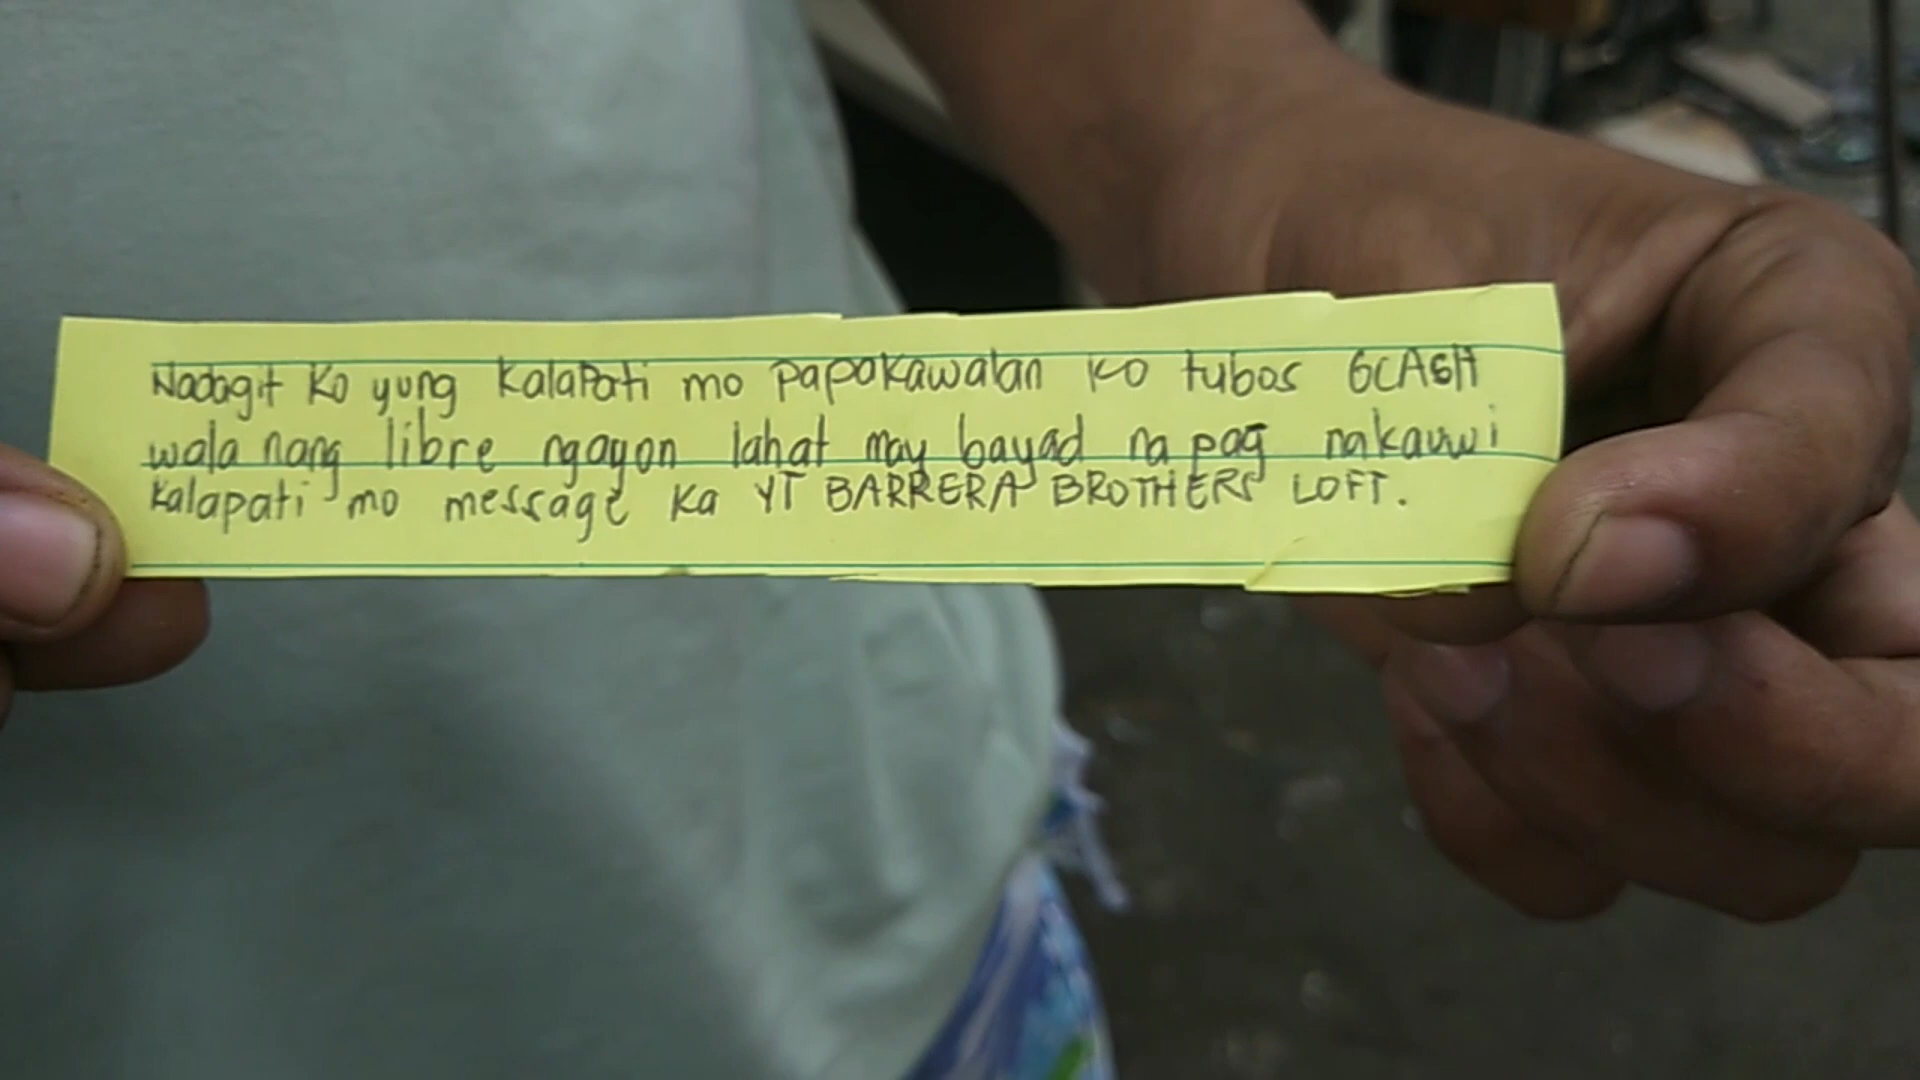 Nadagit ko yung kalapati mo papakawalan ko tubos GCASH
wala nang libre ngayon lahat may bayad na pag nakauwi
kalapati mo message ka YT BARRERA BROTHERS LOFT.